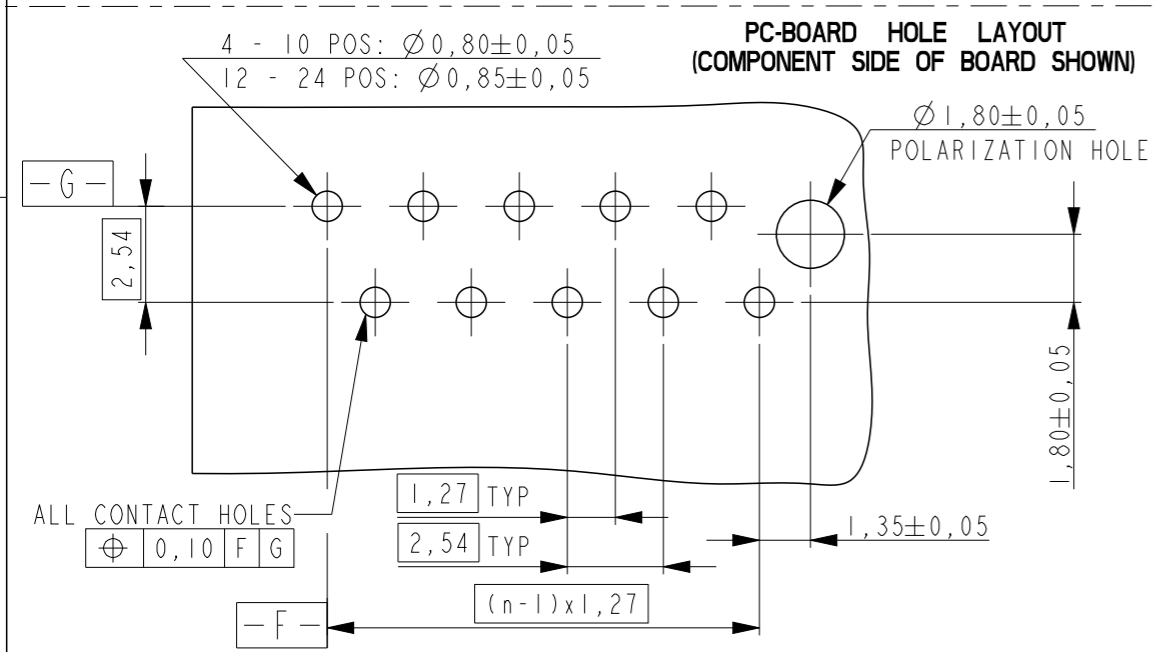 PC-BOARD HOLE LAYOUT
(COMPONENT SIDE OF BOARD SHOWN)
4 - 10 POS: Ø0,80±0,05
12 - 24 POS: Ø0,85±0,05
Ø1,80±0,05
POLARIZATION HOLE
-G-
2,54
1,80±0,05
ALL CONTACT HOLES
⌖ 0,10 F G
1,27 TYP
2,54 TYP
1,35±0,05
(n-1)x1,27
-F-